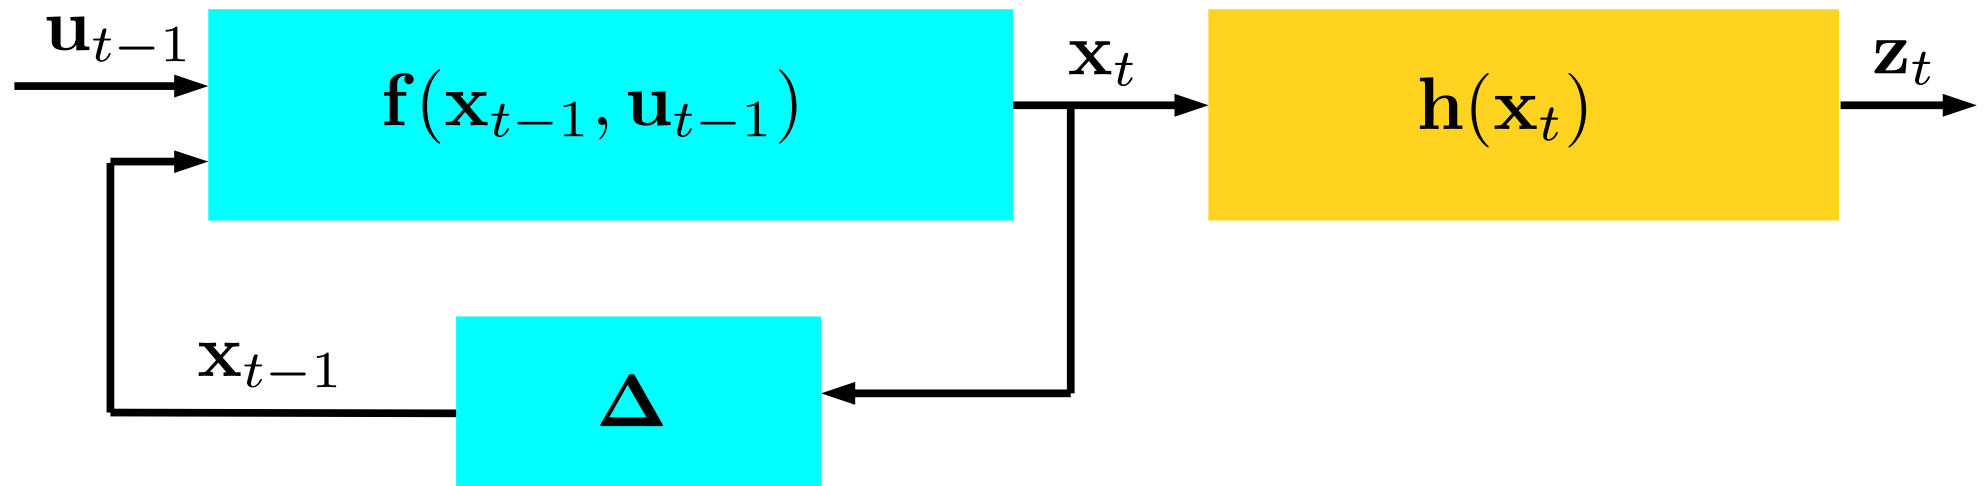 u_{t−1}
f(x_{t−1}, u_{t−1})
x_t
h(x_t)
z_t
x_{t−1}
Δ